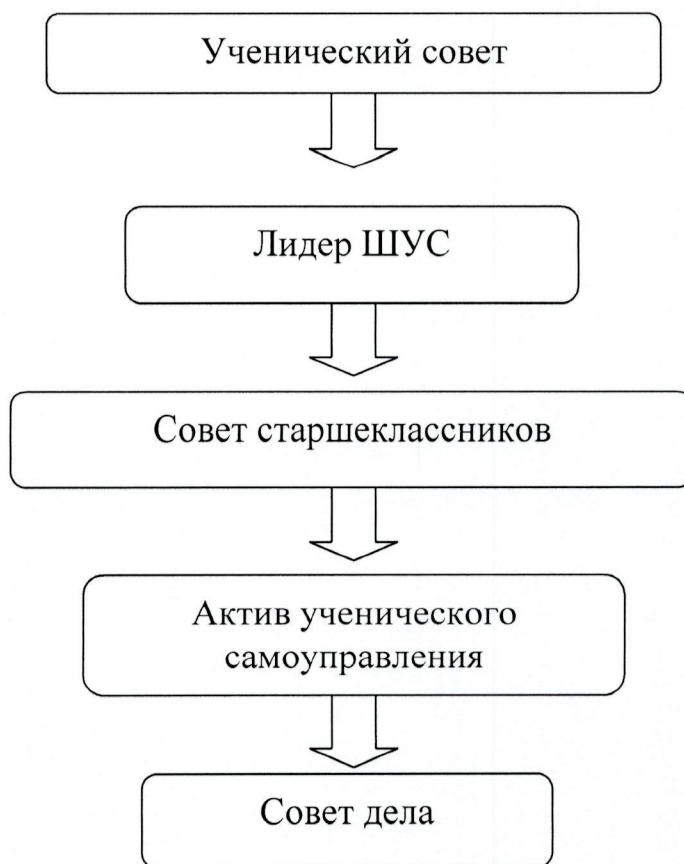 Ученический совет
Лидер ШУС
Совет старшеклассников
Актив ученического
самоуправления
Совет дела